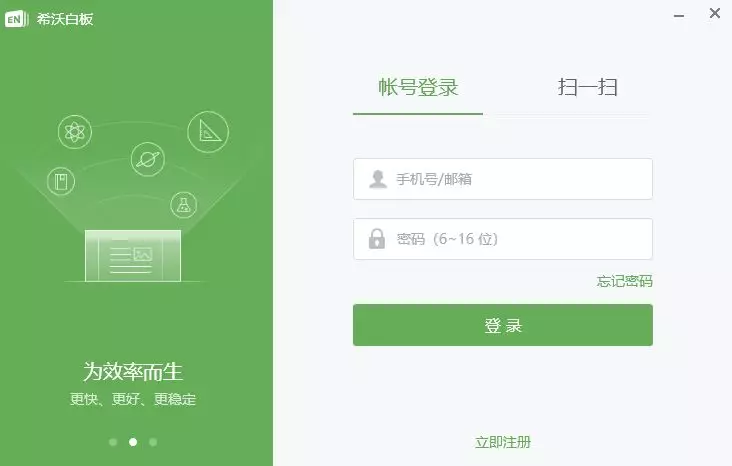 EN 希沃白板
为效率而生
更快、更好、更稳定
帐号登录 扫一扫
手机号/邮箱
密码（6~16 位）
忘记密码
登 录
立即注册